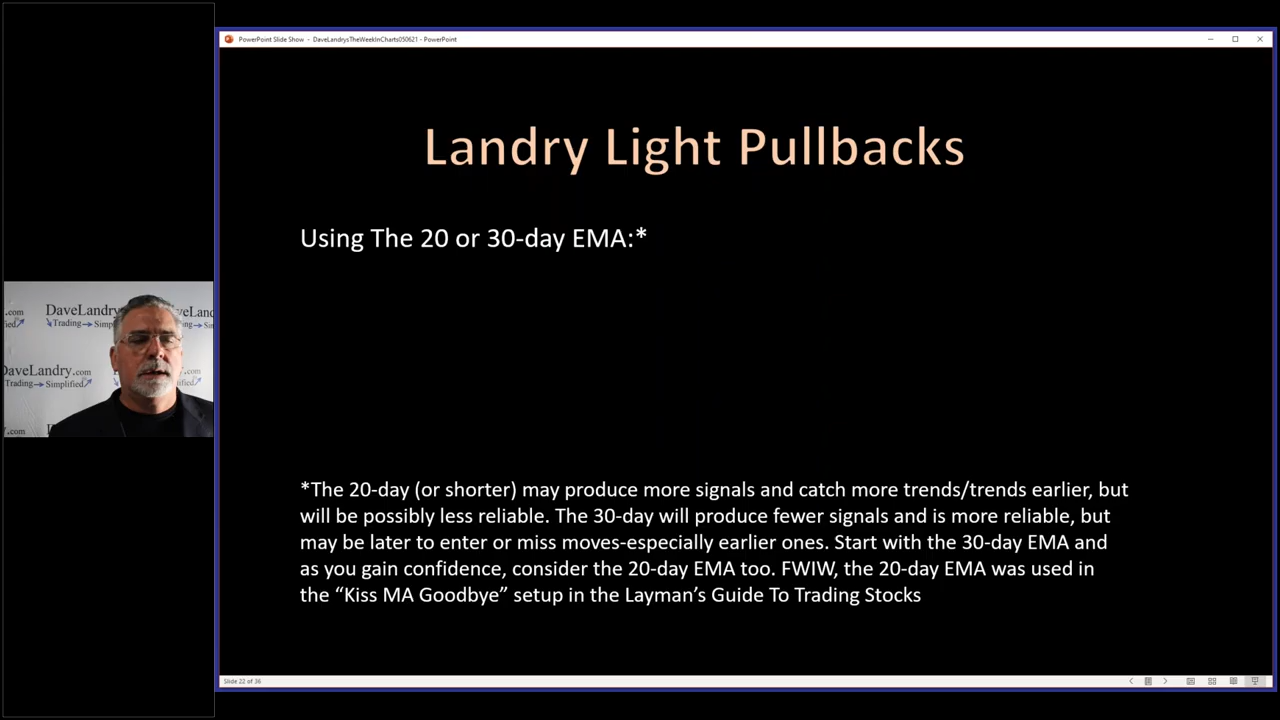 PowerPoint Slide Show - DaveLandrysTheWeekInCharts050621 - PowerPoint
Landry Light Pullbacks
Using The 20 or 30-day EMA:*
*The 20-day (or shorter) may produce more signals and catch more trends/trends earlier, but
will be possibly less reliable. The 30-day will produce fewer signals and is more reliable, but
may be later to enter or miss moves-especially earlier ones. Start with the 30-day EMA and
as you gain confidence, consider the 20-day EMA too. FWIW, the 20-day EMA was used in
the “Kiss MA Goodbye” setup in the Layman’s Guide To Trading Stocks
Slide 22 of 36
.com
DaveLandry
DaveLand
Trading Simplified
DaveLandry.com
Trading Simplified